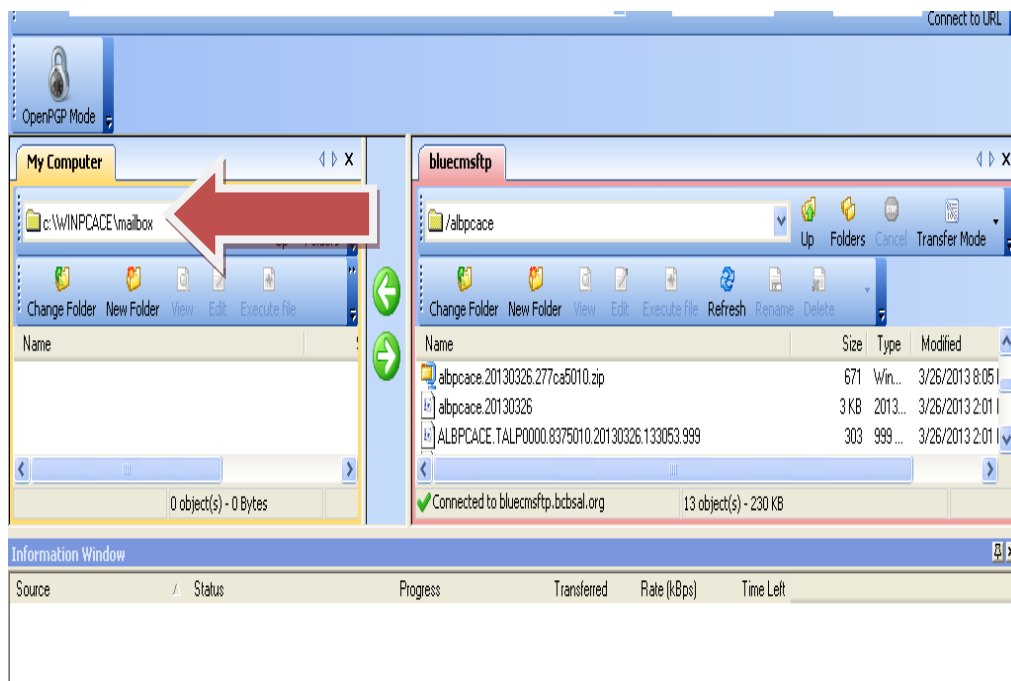 Connect to URL
OpenPGP Mode
My Computer
c:\WINPCACE\mailbox
Change Folder New Folder View Edit Execute file
Name
0 object(s) - 0 Bytes
bluecmsftp
/albpcace
Up Folders Cancel Transfer Mode
Change Folder New Folder View Edit Execute file Refresh Rename Delete
Name Size Type Modified
albpcace.20130326.277ca5010.zip 671 Win... 3/26/2013 8:05
albpcace.20130326 3 KB 2013... 3/26/2013 2:01
ALBPCACE.TALP0000.8375010.20130326.133053.999 303 999 ... 3/26/2013 2:01
Connected to bluecmsftp.bcbsal.org 13 object(s) - 230 KB
Information Window
Source Status Progress Transferred Rate (kBps) Time Left